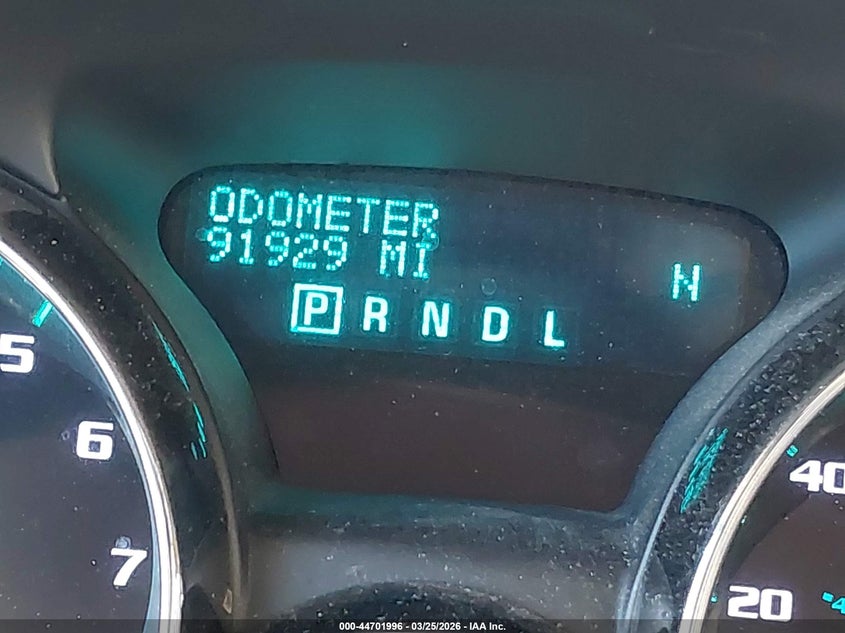 ODOMETER
91929 MI
N
P R N D L
5
6
7
40
20
000-44701996 - 03/25/2026 - IAA Inc.